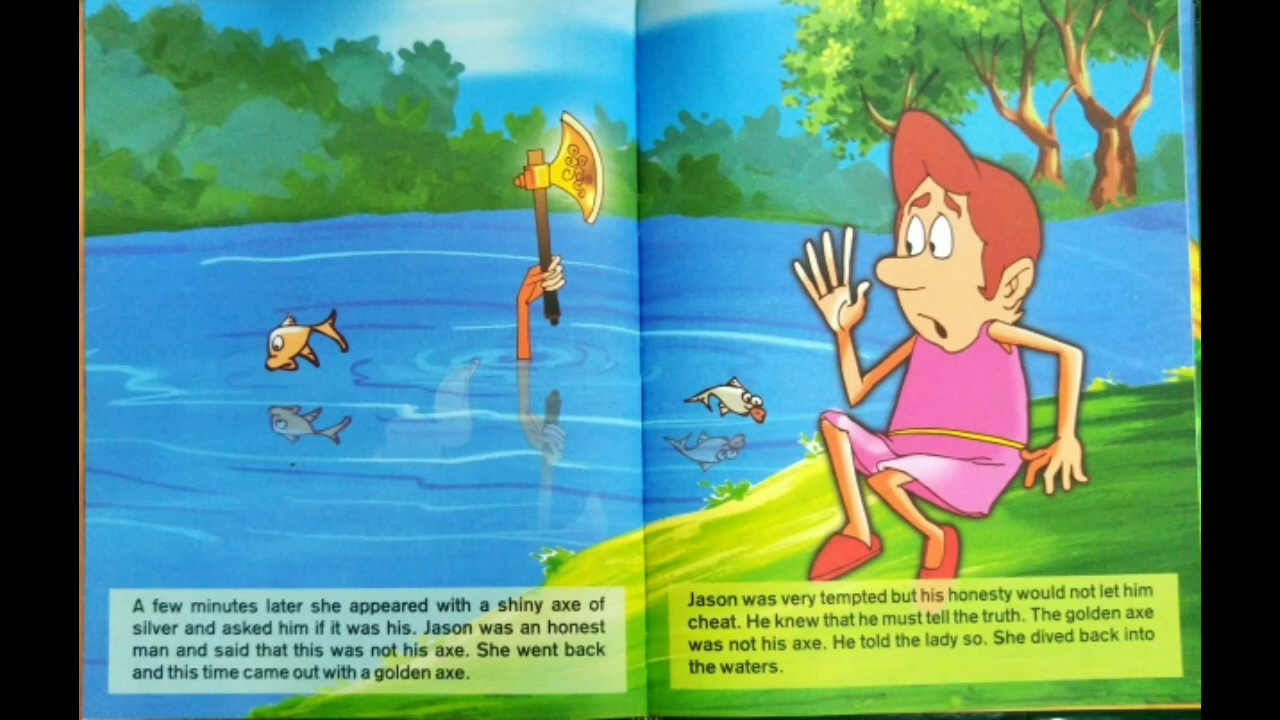 A few minutes later she appeared with a shiny axe of
silver and asked him if it was his. Jason was an honest
man and said that this was not his axe. She went back
and this time came out with a golden axe.
Jason was very tempted but his honesty would not let him
cheat. He knew that he must tell the truth. The golden axe
was not his axe. He told the lady so. She dived back into
the waters.